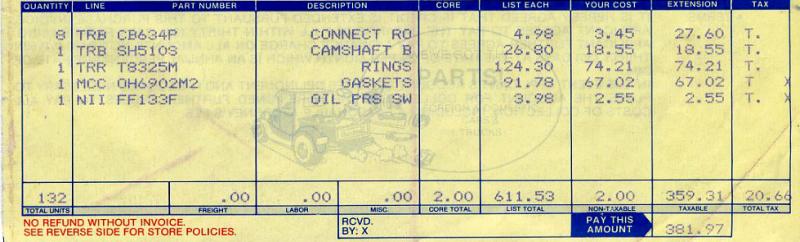 QUANTITY LINE PART NUMBER DESCRIPTION CORE LIST EACH YOUR COST EXTENSION TAX
8 TRB CB634P CONNECT RO 4.98 3.45 27.60 T.
1 TRB SH510S CAMSHAFT B 26.80 18.55 18.55 T.
1 TRR T8325M RINGS 124.30 74.21 74.21 T.
1 MCC OH6902M2 GASKETS 91.78 67.02 67.02 T. X
1 NII FF133F OIL PRS SW 3.98 2.55 2.55 T. X
PARTS
TRUCKS
132 .00 .00 .00 2.00 611.53 2.00 359.31 20.66
TOTAL UNITS FREIGHT LABOR MISC. CORE TOTAL LIST TOTAL NON-TAXABLE TAXABLE TOTAL TAX
NO REFUND WITHOUT INVOICE.
SEE REVERSE SIDE FOR STORE POLICIES.
RCVD.
BY: X
PAY THIS
AMOUNT
381.97